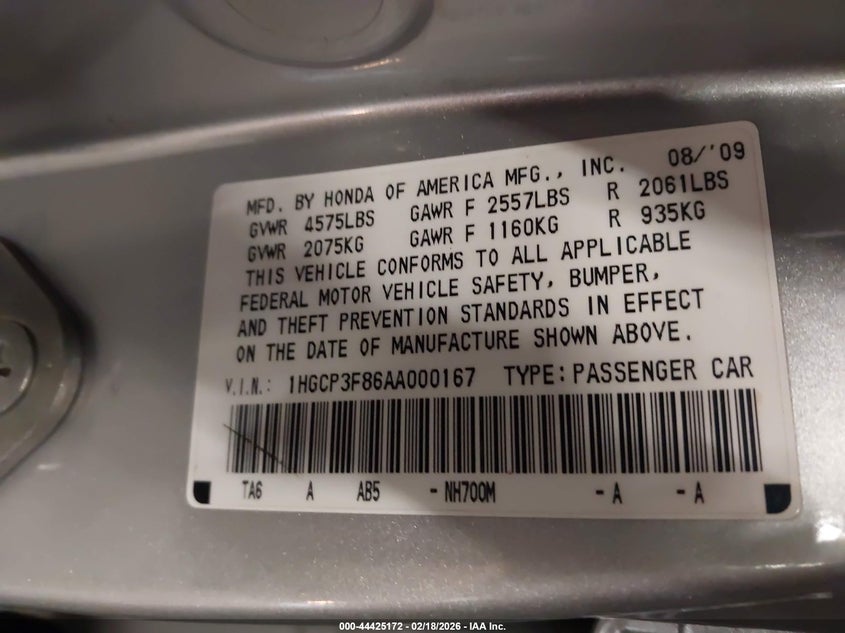 MFD. BY HONDA OF AMERICA MFG., INC. 08/'09
GVWR 4575LBS GAWR F 2557LBS R 2061LBS
GVWR 2075KG GAWR F 1160KG R 935KG
THIS VEHICLE CONFORMS TO ALL APPLICABLE
FEDERAL MOTOR VEHICLE SAFETY, BUMPER,
AND THEFT PREVENTION STANDARDS IN EFFECT
ON THE DATE OF MANUFACTURE SHOWN ABOVE.
V.I.N.: 1HGCP3F86AA000167 TYPE: PASSENGER CAR
TA6 A AB5 - NH700M - A - A
000-44425172 - 02/18/2026 - IAA Inc.